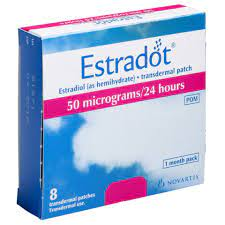 Estradot®
Estradiol (as hemihydrate) • transdermal patch
50 micrograms/24 hours
POM
1 month pack
8
transdermal patches
Transdermal use.
NOVARTIS